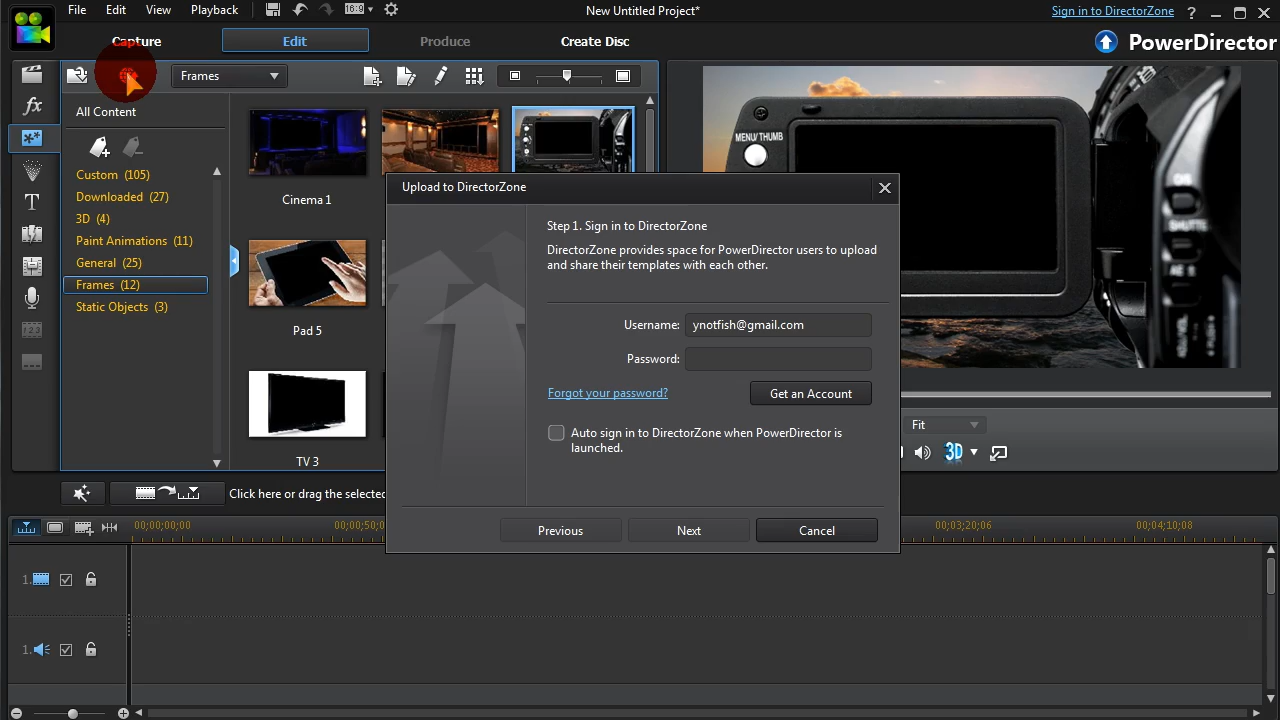 File Edit View Playback
16:9
New Untitled Project*
Sign in to DirectorZone
?
Capture
Edit
Produce
Create Disc
PowerDirector
Frames
fx
T
All Content
Custom (105)
Downloaded (27)
3D (4)
Paint Animations (11)
General (25)
Frames (12)
Static Objects (3)
Cinema 1
Pad 5
TV 3
MENU/THUMB
Upload to DirectorZone
Step 1. Sign in to DirectorZone
DirectorZone provides space for PowerDirector users to upload
and share their templates with each other.
Username: ynotfish@gmail.com
Password:
Forgot your password?
Get an Account
Auto sign in to DirectorZone when PowerDirector is
launched.
Previous
Next
Cancel
Fit
3D
Click here or drag the selected
00;00;00;00
00;00;50;0
00;03;20;06
00;04;10;08
1.
1.